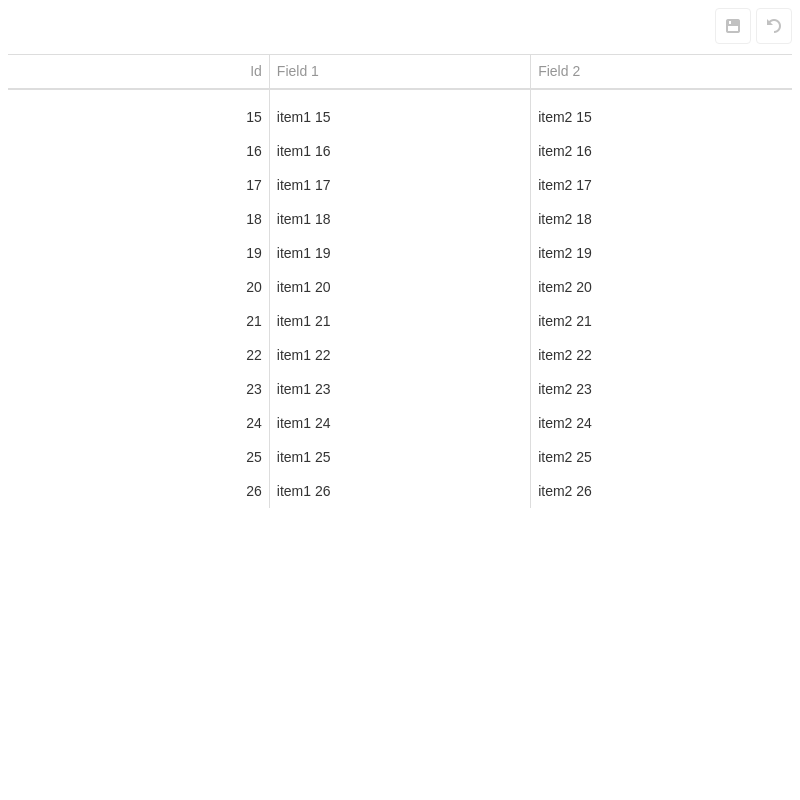 Id Field 1 Field 2
15 item1 15 item2 15
16 item1 16 item2 16
17 item1 17 item2 17
18 item1 18 item2 18
19 item1 19 item2 19
20 item1 20 item2 20
21 item1 21 item2 21
22 item1 22 item2 22
23 item1 23 item2 23
24 item1 24 item2 24
25 item1 25 item2 25
26 item1 26 item2 26